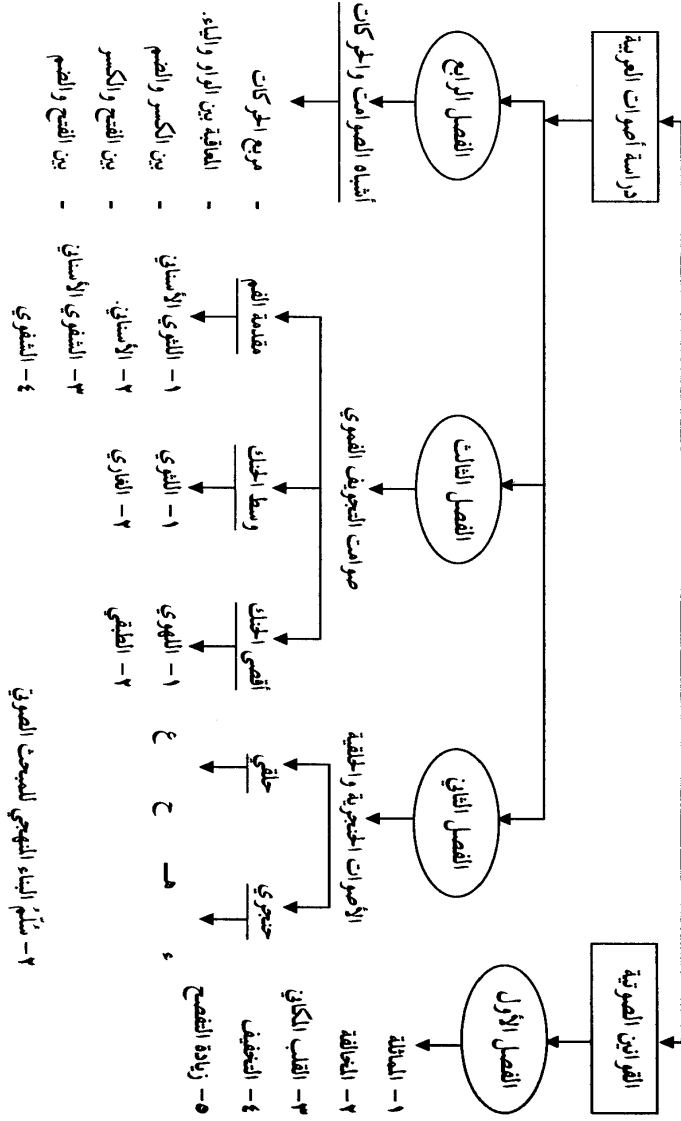 القوانين الصوتية
الفصل الأول
١- المماثلة
٢- المخالفة
٣- القلب المكاني
٤- التخفيف
٥- زيادة التفصح
دراسة أصوات العربية
الفصل الثاني
الأصوات الحنجرية والحلقية
حنجري
ء هـ
حلقي
ح ع
الفصل الثالث
صوامت التجويف الفموي
أقصى الحنك
١- اللهوي
٢- الطبقي
وسط الحنك
١- اللثوي
٢- الغاري
مقدمة الفم
١- اللثوي الأسناني
٢- الأسناني.
٣- الشفوي الأسناني
٤- الشفوي
الفصل الرابع
أشباه الصوامت والحركات
- مربع الحركات
- المعاقبة بين الواو والياء.
- بين الكسر والضم
- بين الفتح والكسر
- بين الفتح والضم
٢- سُلّمُ البناء المنهجي للمبحث الصوتي